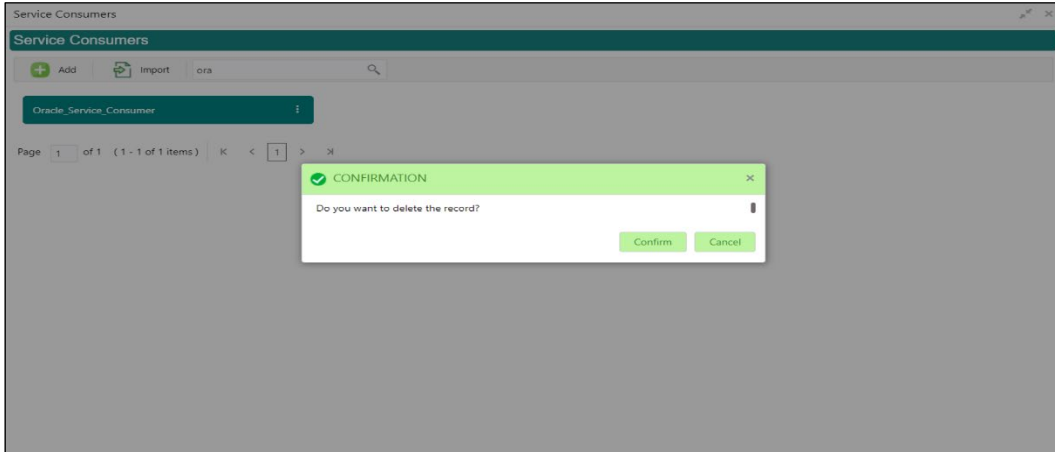 Service Consumers
Service Consumers
Add Import ora
Oracle_Service_Consumer
Page 1 of 1 (1 - 1 of 1 items) K < 1 > >|
CONFIRMATION
Do you want to delete the record?
Confirm Cancel